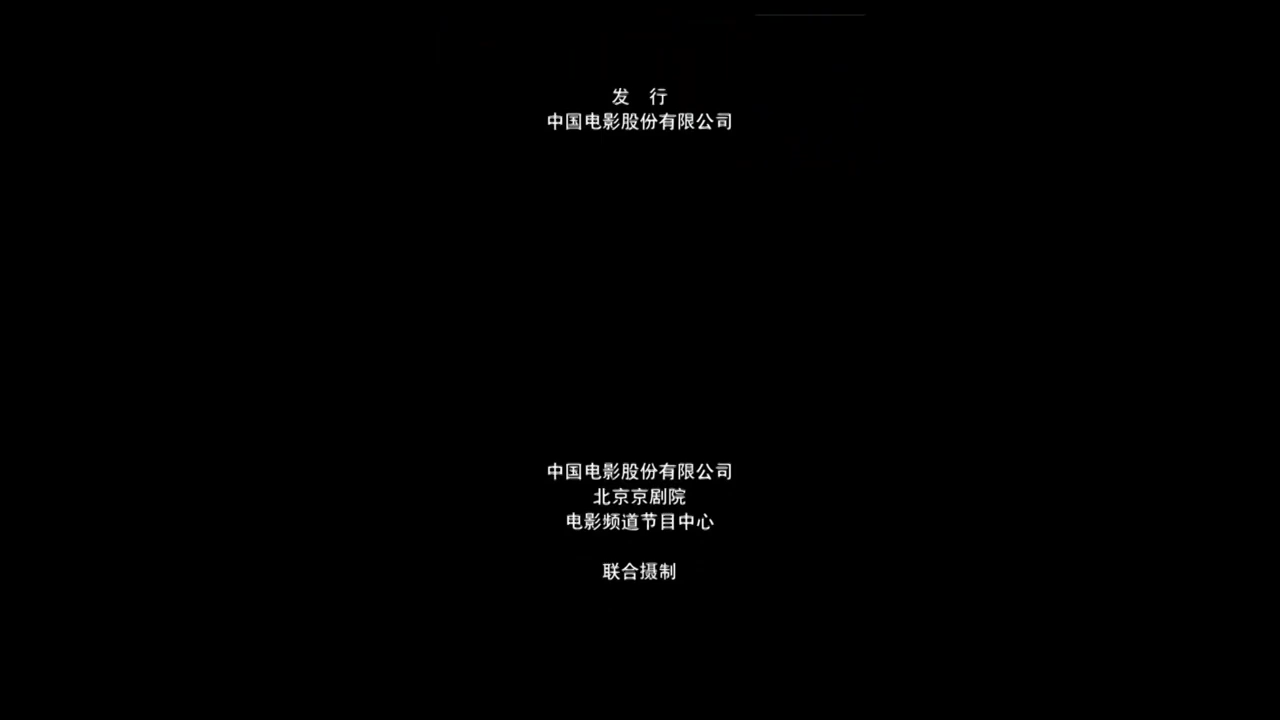 发　行
中国电影股份有限公司
中国电影股份有限公司
北京京剧院
电影频道节目中心
联合摄制